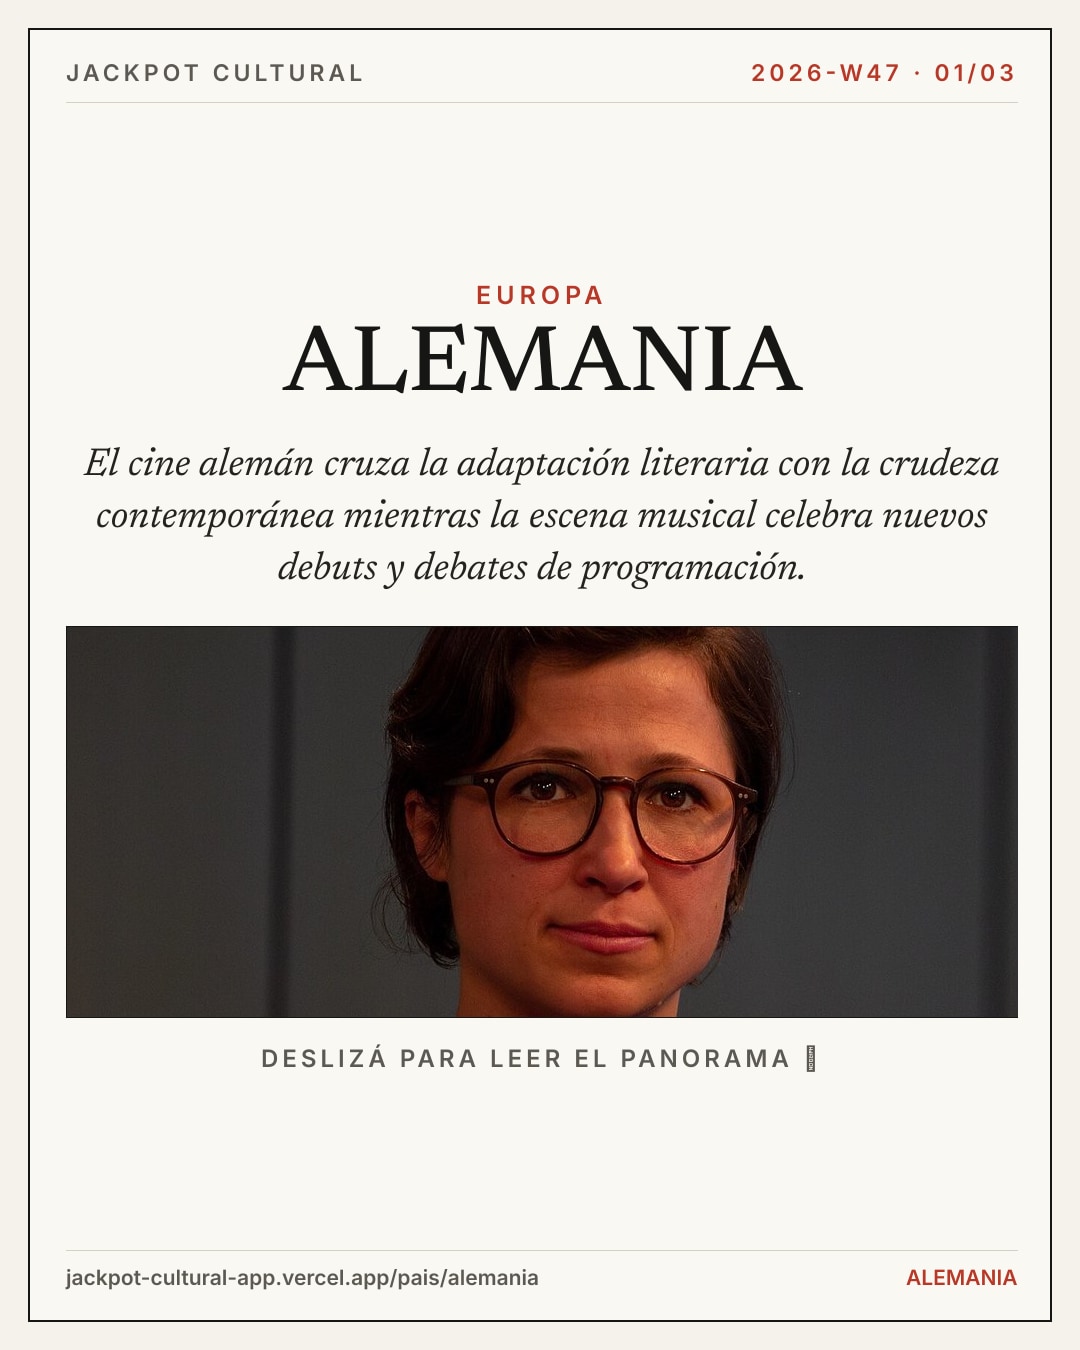 JACKPOT CULTURAL
2026-W47 · 01/03
EUROPA
ALEMANIA
El cine alemán cruza la adaptación literaria con la crudeza
contemporánea mientras la escena musical celebra nuevos
debuts y debates de programación.
DESLIZÁ PARA LEER EL PANORAMA
jackpot-cultural-app.vercel.app/pais/alemania
ALEMANIA